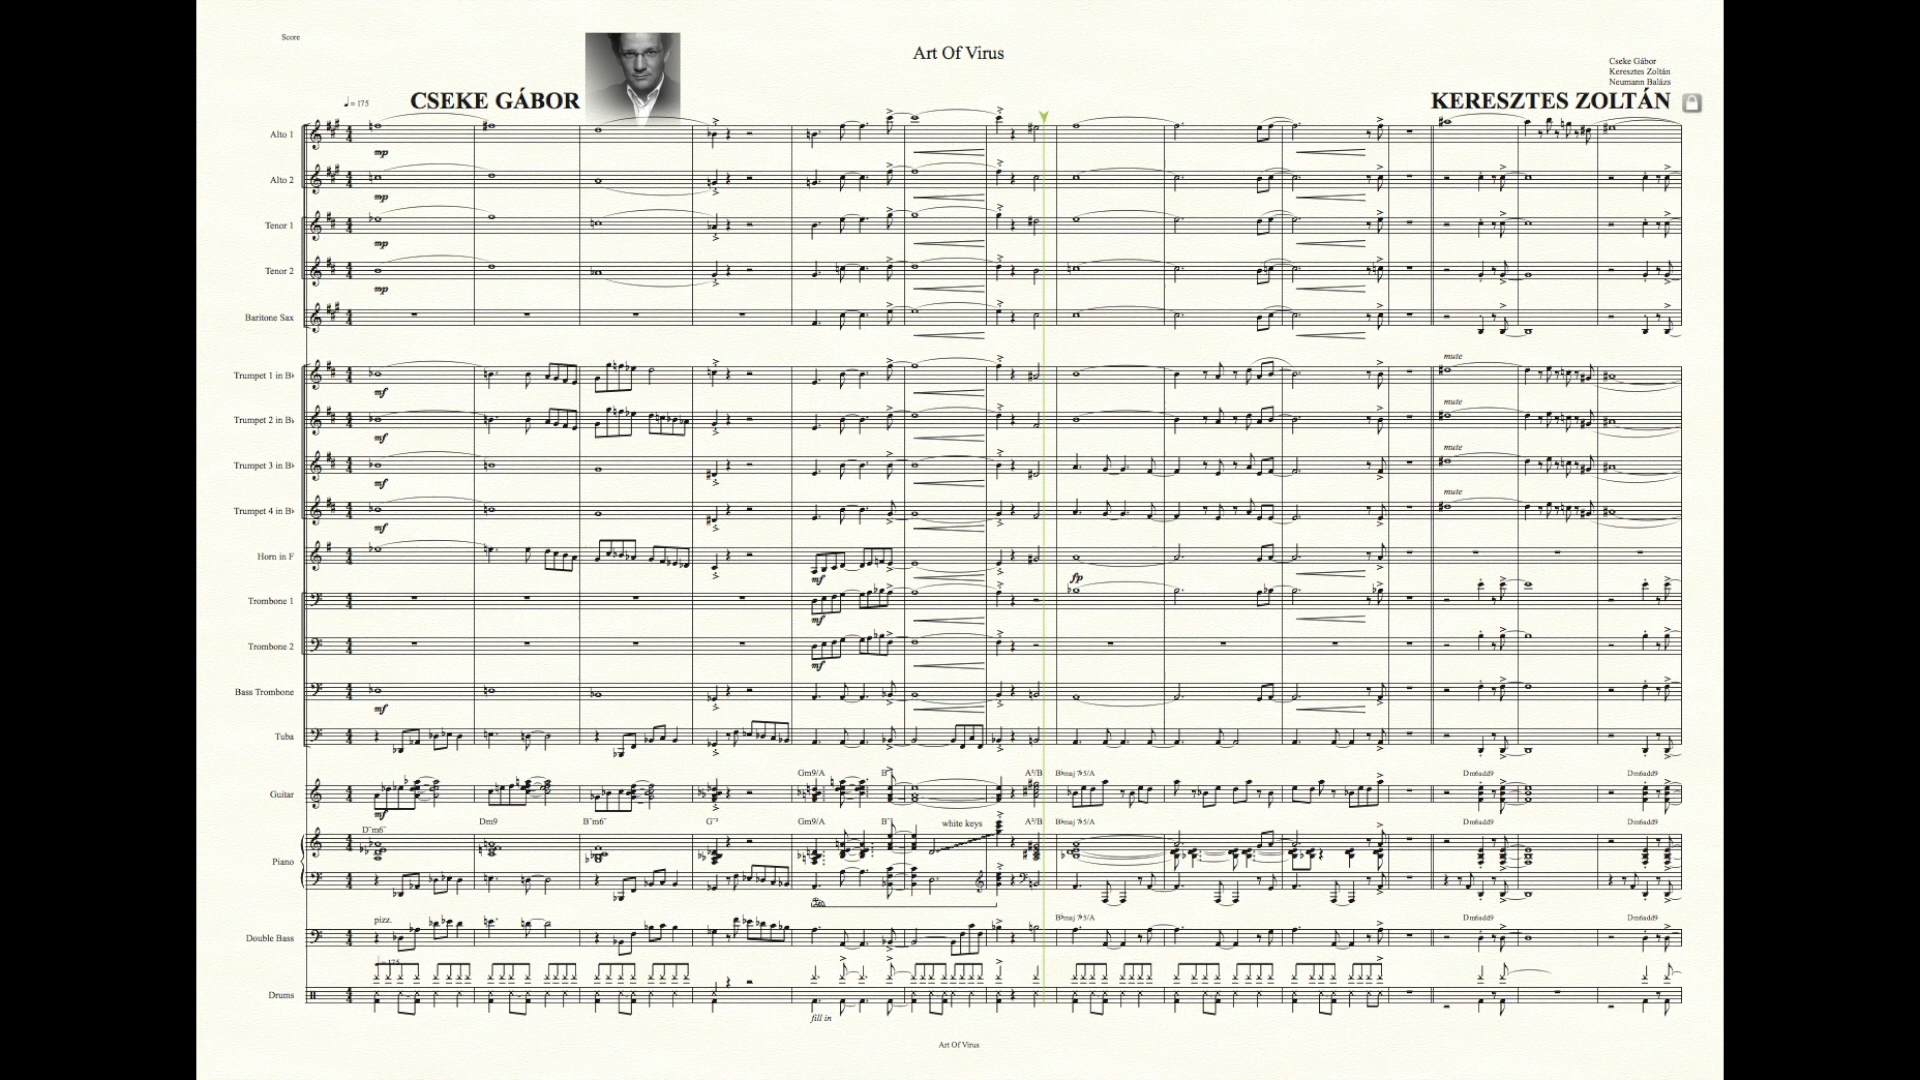 Score
Art Of Virus
Cseke Gábor
Keresztes Zoltán
Neumann Balázs
♩= 175
CSEKE GÁBOR
KERESZTES ZOLTÁN
Alto 1
mp
Alto 2
mp
Tenor 1
mp
Tenor 2
mp
Baritone Sax
Trumpet 1 in B♭
mf
mute
Trumpet 2 in B♭
mf
mute
Trumpet 3 in B♭
mf
mute
Trumpet 4 in B♭
mf
mute
Horn in F
mf
fp
Trombone 1
mf
Trombone 2
mf
Bass Trombone
mf
Tuba
Gm9/A
Dm6add9 Dm6add9
Guitar
mf
Dm9 Gm9/A white keys Dm6add9 Dm6add9
Piano
pizz.
Dm6add9 Dm6add9
Double Bass
Drums
fill in
Art Of Virus